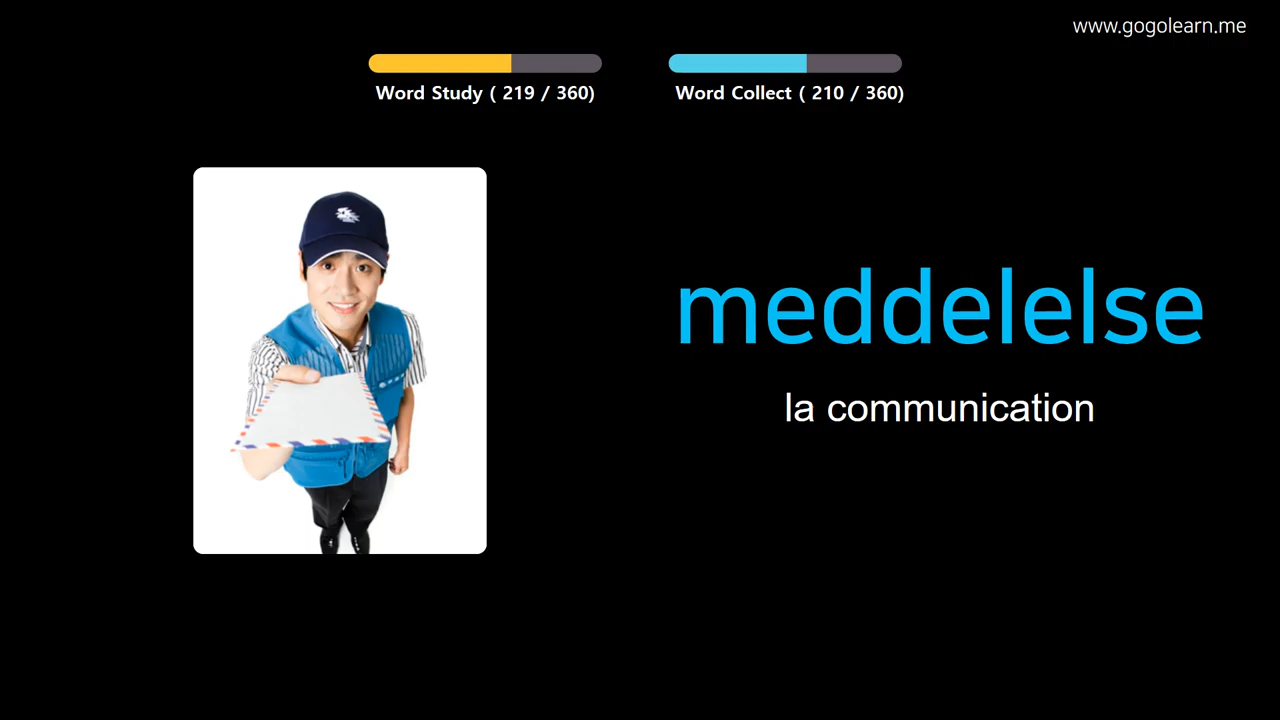 www.gogolearn.me
Word Study ( 219 / 360)
Word Collect ( 210 / 360)
meddelelse
la communication